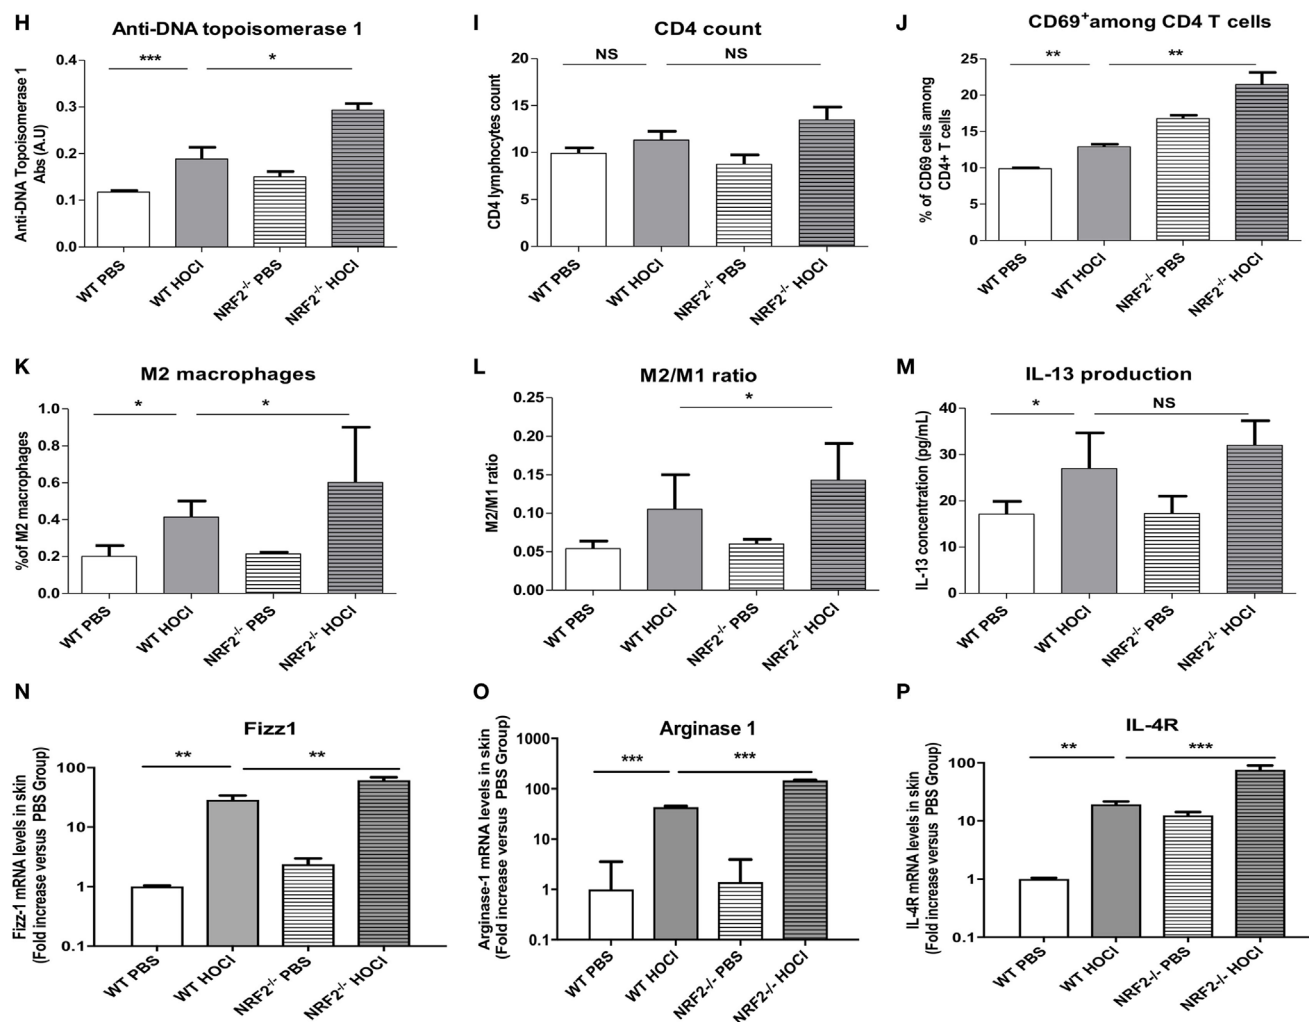 H
Anti-DNA topoisomerase 1
Anti-DNA Topoisomerase 1
Abs (A.U)
0.4
0.3
0.2
0.1
0.0
***
*
WT PBS
WT HOCl
NRF2-/- PBS
NRF2-/- HOCl
I
CD4 count
CD4 lymphocytes count
20
15
10
5
0
NS
NS
WT PBS
WT HOCl
NRF2-/- PBS
NRF2-/- HOCl
J
CD69+among CD4 T cells
% of CD69 cells among
CD4+ T cells
25
20
15
10
5
0
**
**
WT PBS
WT HOCl
NRF2-/- PBS
NRF2-/- HOCl
K
M2 macrophages
%of M2 macrophages
1.0
0.8
0.6
0.4
0.2
0.0
*
*
WT PBS
WT HOCl
NRF2-/- PBS
NRF2-/- HOCl
L
M2/M1 ratio
M2/M1 ratio
0.25
0.20
0.15
0.10
0.05
0.00
*
WT PBS
WT HOCl
NRF2-/- PBS
NRF2-/- HOCl
M
IL-13 production
IL-13 concentration (pg/mL)
40
30
20
10
0
*
NS
WT PBS
WT HOCl
NRF2-/- PBS
NRF2-/- HOCl
N
Fizz1
Fizz-1 mRNA levels in skin
(Fold increase versus PBS Group)
100
10
1
0.1
**
**
WT PBS
WT HOCl
NRF2-/- PBS
NRF2-/- HOCl
O
Arginase 1
Arginase-1 mRNA levels in skin
(Fold increase versus PBS Group)
1000
100
10
1
0.1
***
***
WT PBS
WT HOCl
NRF2-/- PBS
NRF2-/- HOCl
P
IL-4R
IL-4R mRNA levels in skin
(Fold increase versus PBS Group)
100
10
1
0.1
**
***
WT PBS
WT HOCl
NRF2-/- PBS
NRF2-/- HOCl